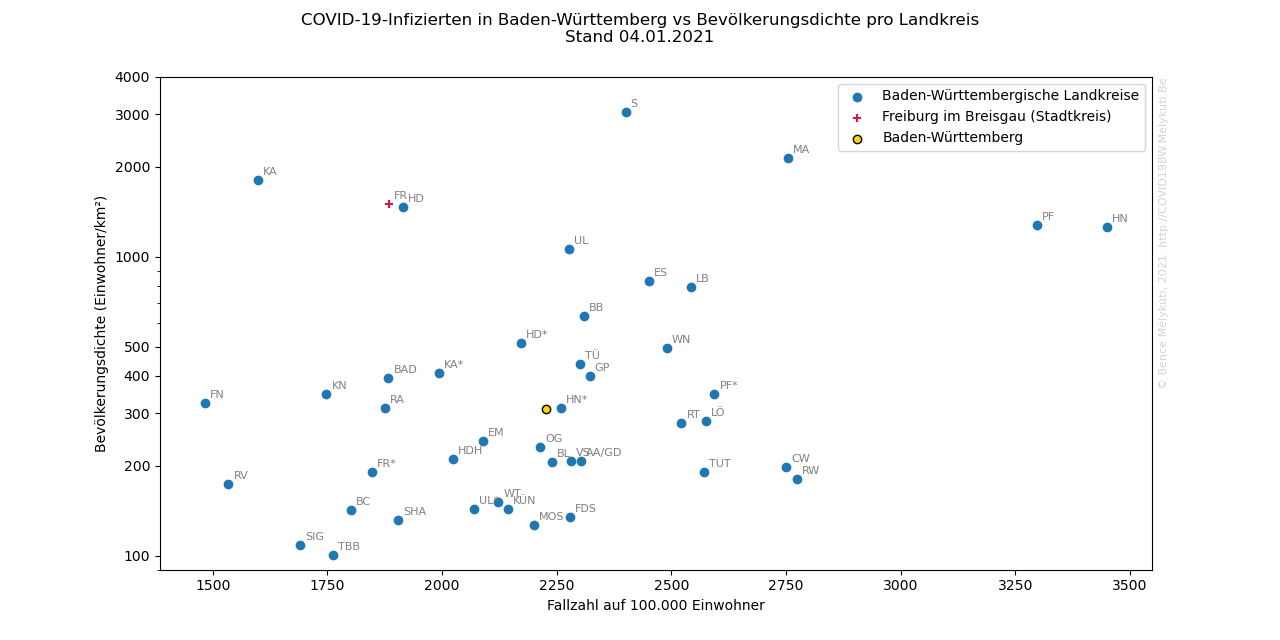 COVID-19-Infizierten in Baden-Württemberg vs Bevölkerungsdichte pro Landkreis
Stand 04.01.2021
Baden-Württembergische Landkreise
Freiburg im Breisgau (Stadtkreis)
Baden-Württemberg
4000
3000
2000
1000
500
400
300
200
100
Bevölkerungsdichte (Einwohner/km²)
S
MA
KA
FR
HD
PF
HN
UL
ES
LB
BB
HD*
WN
TÜ
GP
KA*
BAD
KN
FN
RA
PF*
HN*
RT
LÖ
EM
OG
HDH
BL
VS
AA/GD
FR*
TUT
CW
RW
RV
BC
SHA
UL*
WT
KÜN
MOS
FDS
SIG
TBB
1500
1750
2000
2250
2500
2750
3000
3250
3500
Fallzahl auf 100.000 Einwohner
© Bence Mélykúti, 2021. http://COVID19BW.Melykuti.Be